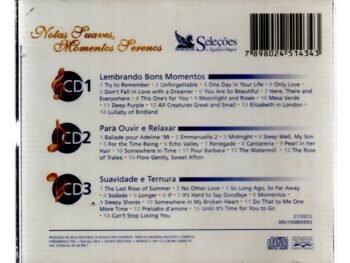 Notas Suaves,
Momentos Serenos
Seleções
Reader's Digest
7 898024 514343
CD1
Lembrando Bons Momentos
1 Try to Remember • 2 Unforgettable • 3 One Day in Your Life • 4 Only Love
5 Don't Fall in Love with a Dreamer • 6 You Are So Beautiful • 7 Here, There and
Everywhere • 8 This One's for You • 9 Moonlight and Roses • 10 Mesa Verde
11 Deep Purple • 12 All Creatures Great and Small • 13 Elizabeth in London
14 Lullaby of Birdland
CD2
Para Ouvir e Relaxar
1 Ballade pour Adeline '98 • 2 Emmanuelle 2 • 3 Midnight • 4 Sleep Well, My Son
5 For the Time Being • 6 Echo Valley • 7 Renegade • 8 Cantareira • 9 Pearl in Her
10 Somewhere in Time • 11 Pour Barbara • 12 The Watermill • 13 The Rose
of Tralee • 14 Flow Gently, Sweet Afton
CD3
Suavidade e Ternura
1 The Last Rose of Summer • 2 No Other Love • 3 So Long Ago, So Far Away
4 Sodade • 5 Longer • 6 If • 7 It's Hard to Say Goodbye • 8 Momentos
9 Sleepy Shores • 10 Somewhere in My Broken Heart • 11 Do That to Me One
More Time • 12 Preludio d'amore • 13 Until It's Time for You to Go
14 Can't Stop Loving You
3110012